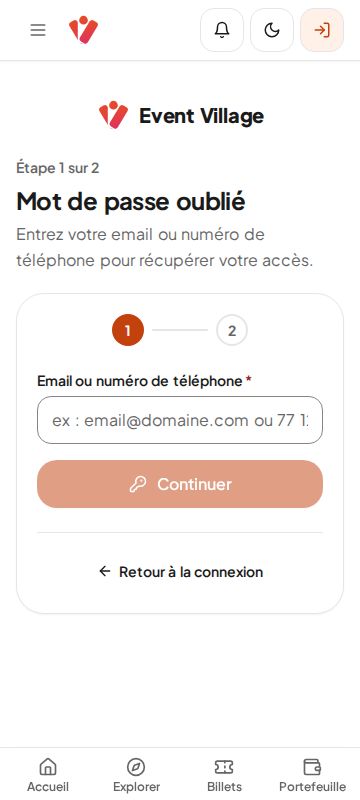 Event Village
Étape 1 sur 2
Mot de passe oublié
Entrez votre email ou numéro de
téléphone pour récupérer votre accès.
1
2
Email ou numéro de téléphone *
ex : email@domaine.com ou 77 1
Continuer
Retour à la connexion
Accueil
Explorer
Billets
Portefeuille